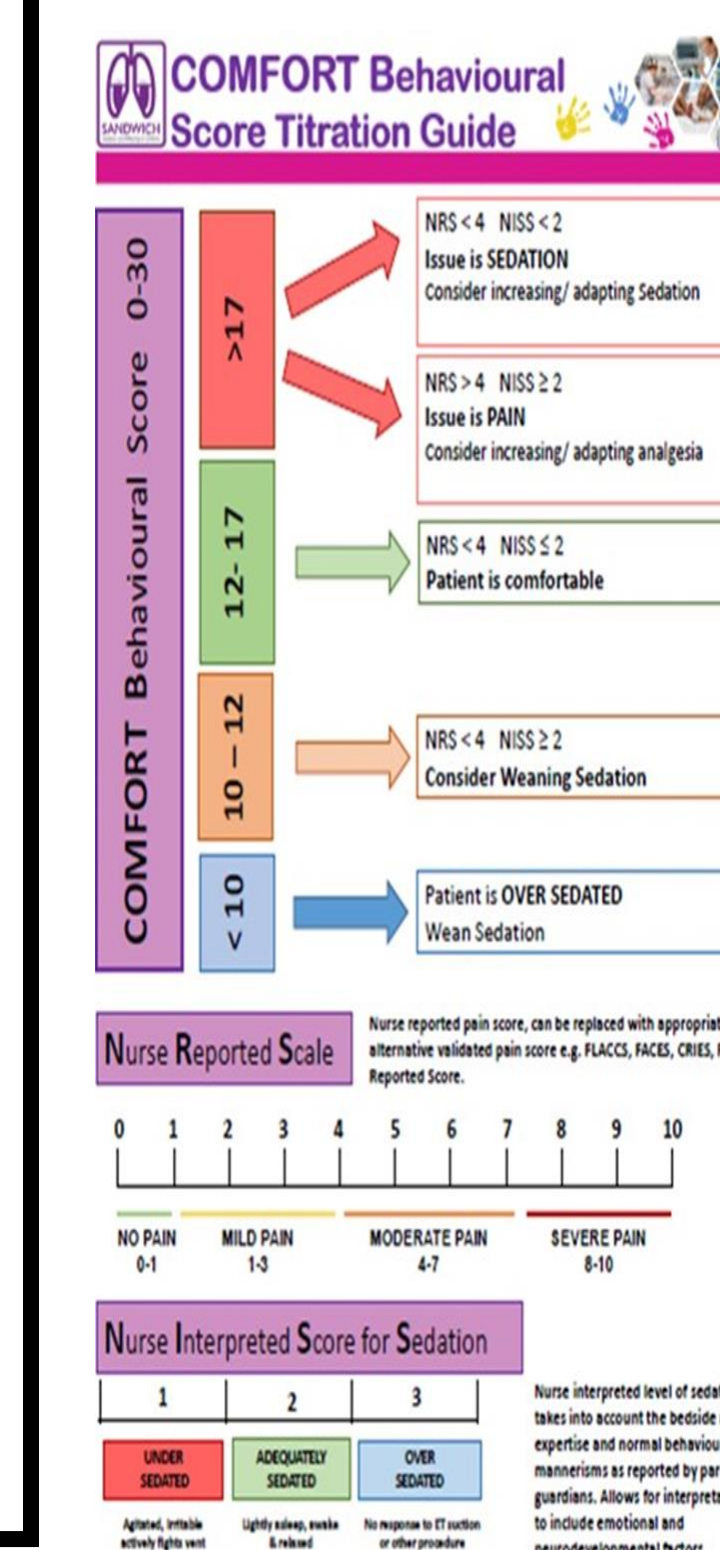 SANDWICH
COMFORT Behavioural
Score Titration Guide
COMFORT Behavioural Score 0-30
>17
NRS < 4 NISS < 2
Issue is SEDATION
Consider increasing/ adapting Sedation
NRS > 4 NISS ≥ 2
Issue is PAIN
Consider increasing/ adapting analgesia
12- 17
NRS < 4 NISS ≤ 2
Patient is comfortable
10 – 12
NRS < 4 NISS ≥ 2
Consider Weaning Sedation
< 10
Patient is OVER SEDATED
Wean Sedation
Nurse Reported Scale
Nurse reported pain score, can be replaced with
alternative validated pain score e.g. FLACCS, FACES, CRIES,
Reported Score.
0 1 2 3 4 5 6 7 8 9 10
NO PAIN MILD PAIN MODERATE PAIN SEVERE PAIN
0-1 1-3 4-7 8-10
Nurse Interpreted Score for Sedation
1 2 3
UNDER
SEDATED
ADEQUATELY
SEDATED
OVER
SEDATED
Agitated, irritable
actively fights vent
Lightly asleep, awake
& relaxed
No response to ET suction
or other procedure
Nurse interpreted level of
takes into account the bedside
expertise and normal
mannerisms as reported by
guardians. Allows for
to include emotional and
neurodevelopmental factors